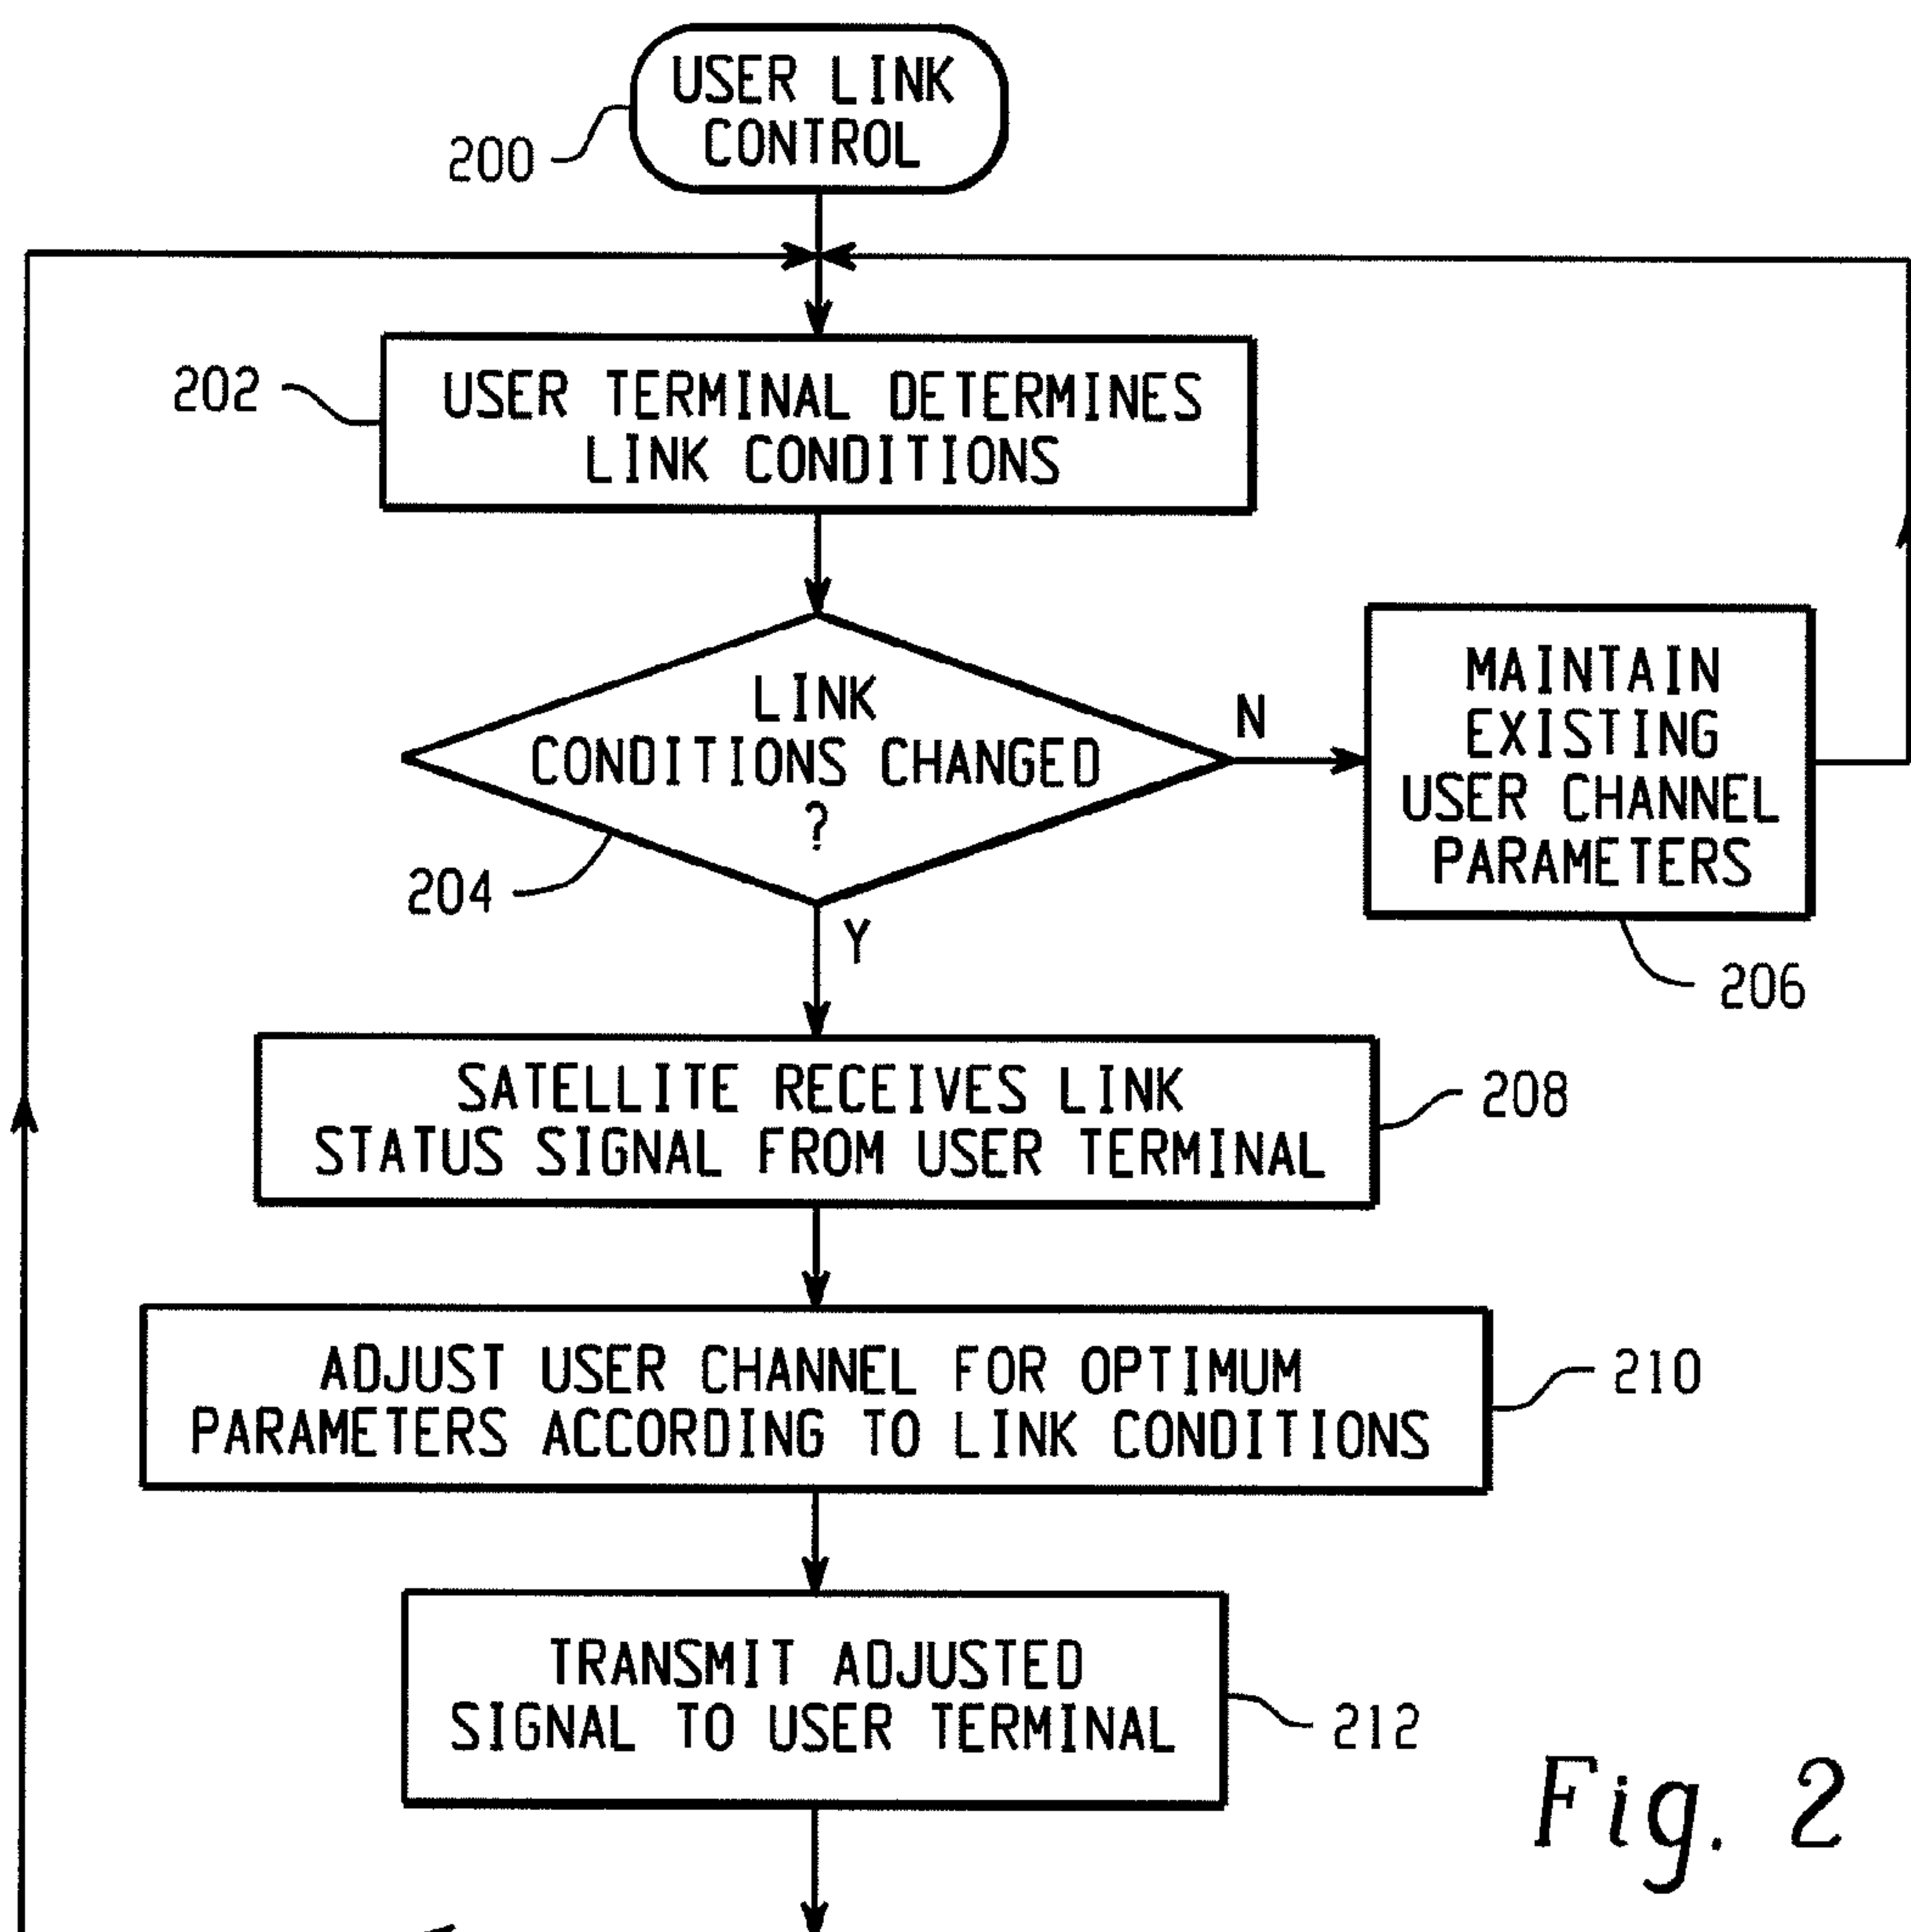 USER LINK
CONTROL
200
202
USER TERMINAL DETERMINES
LINK CONDITIONS
LINK
CONDITIONS CHANGED
?
N
204
Y
MAINTAIN
EXISTING
USER CHANNEL
PARAMETERS
206
SATELLITE RECEIVES LINK
STATUS SIGNAL FROM USER TERMINAL
208
ADJUST USER CHANNEL FOR OPTIMUM
PARAMETERS ACCORDING TO LINK CONDITIONS
210
TRANSMIT ADJUSTED
SIGNAL TO USER TERMINAL
212
Fig. 2